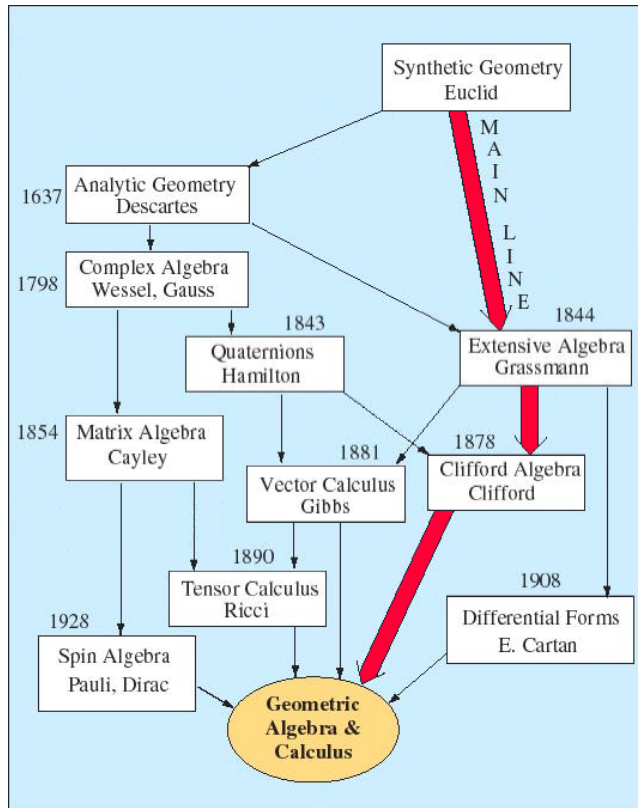 Synthetic Geometry
Euclid
MAIN LINE
1637
Analytic Geometry
Descartes
1798
Complex Algebra
Wessel, Gauss
1843
Quaternions
Hamilton
1844
Extensive Algebra
Grassmann
1854
Matrix Algebra
Cayley
1881
Vector Calculus
Gibbs
1878
Clifford Algebra
Clifford
1890
Tensor Calculus
Ricci
1908
Differential Forms
E. Cartan
1928
Spin Algebra
Pauli, Dirac
Geometric
Algebra &
Calculus